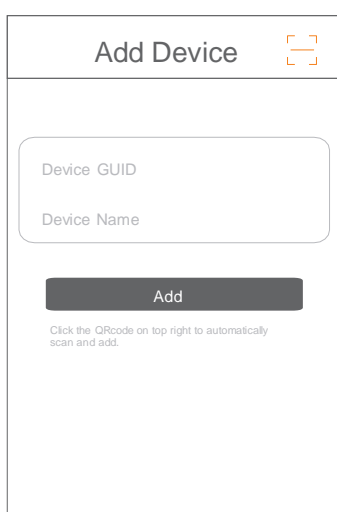 Add Device
Device GUID
Device Name
Add
Click the QRcode on top right to automatically
scan and add.